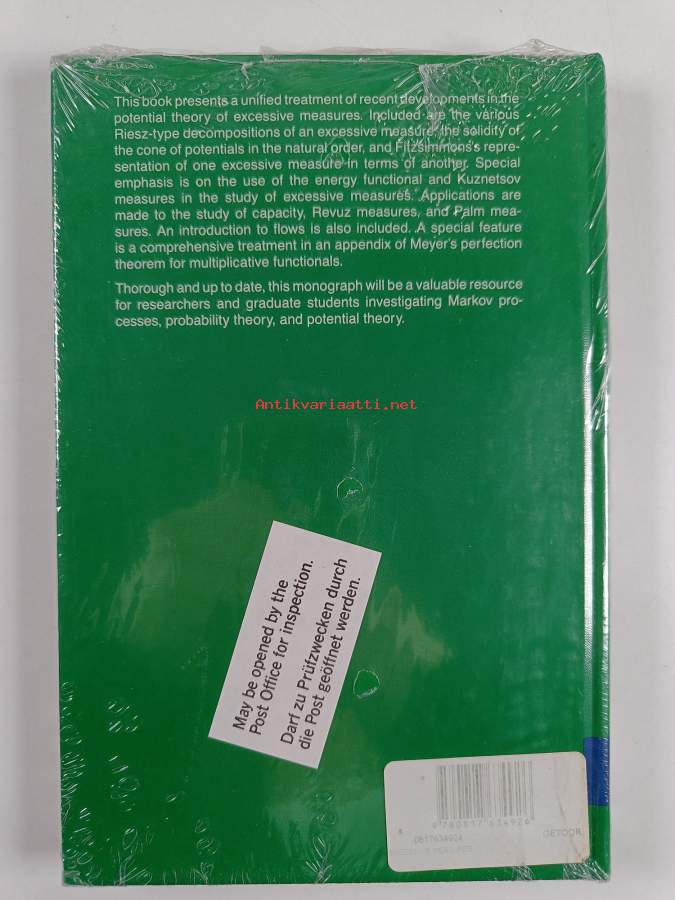 This book presents a unified treatment of recent developments in the
potential theory of excessive measures. Included are the various
Riesz-type decompositions of an excessive measure, the solidity of
the cone of potentials in the natural order, and Fitzsimmons's repre-
sentation of one excessive measure in terms of another. Special
emphasis is on the use of the energy functional and Kuznetsov
measures in the study of excessive measures. Applications are
made to the study of capacity, Revuz measures, and Palm mea-
sures. An introduction to flows is also included. A special feature
is a comprehensive treatment in an appendix of Meyer's perfection
theorem for multiplicative functionals.
Thorough and up to date, this monograph will be a valuable resource
for researchers and graduate students investigating Markov pro-
cesses, probability theory, and potential theory.
Antikvariaatti.net
May be opened by the
Post Office for inspection.
Darf zu Prüfzwecken durch
die Post geöffnet werden.
9 780817 634926
0817634924 GETOOR